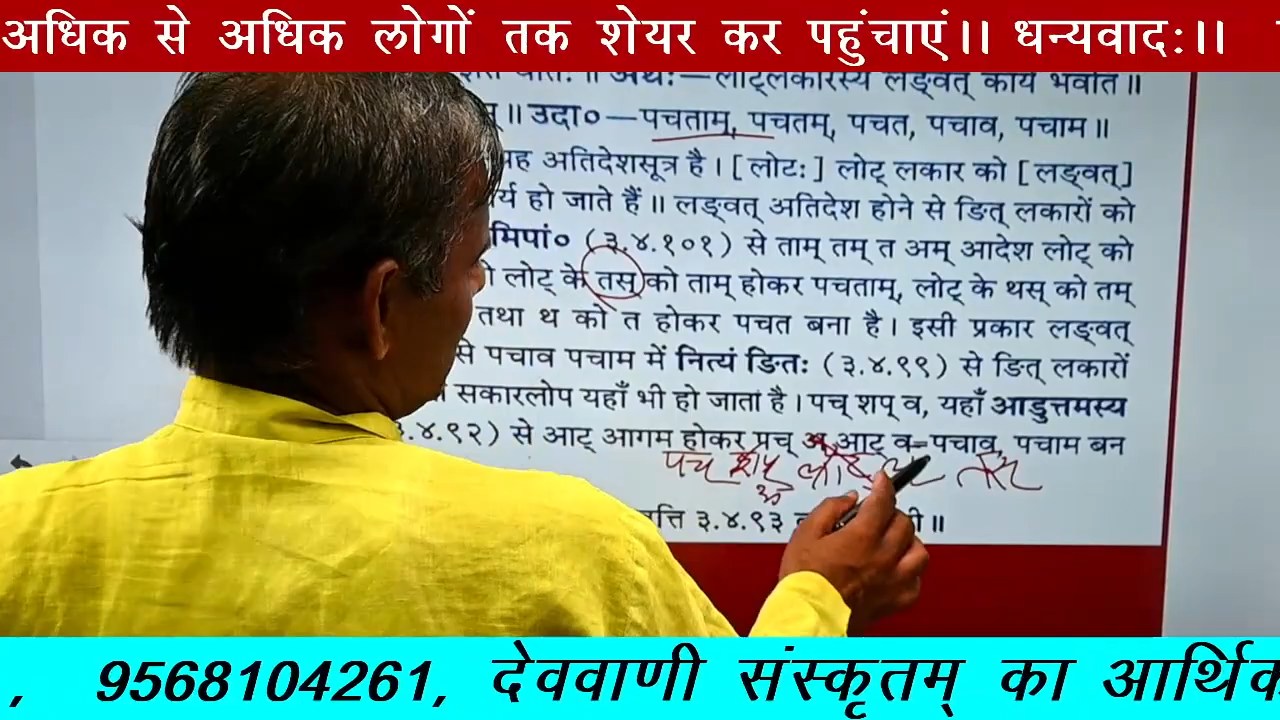 अधिक से अधिक लोगों तक शेयर कर पहुंचाएं।। धन्यवादः।।
अर्थः—लोट्लकारस्य लङ्वत् कार्यं भवति॥
॥ उदा०—पचताम्, पचतम्, पचत, पचाव, पचाम॥
यह अतिदेशसूत्र है। [लोटः] लोट् लकार को [लङ्वत्]
हो जाते हैं॥ लङ्वत् अतिदेश होने से ङित् लकारों को
मिपां० (३.४.१०१) से ताम् तम् त अम् आदेश लोट् को
लोट् के तस् को ताम् होकर पचताम्, लोट् के थस् को तम्
तथा थ को त होकर पचत बना है। इसी प्रकार लङ्वत्
से पचाव पचाम में नित्यं ङितः (३.४.९९) से ङित् लकारों
सकारलोप यहाँ भी हो जाता है। पच् शप् व, यहाँ आडुत्तमस्य
३.४.९२) से आट् आगम होकर पच् अ आट् व=पचाव, पचाम बन
पच् शप्
३.४.९३ ॥
, 9568104261, देववाणी संस्कृतम् का आर्थिक